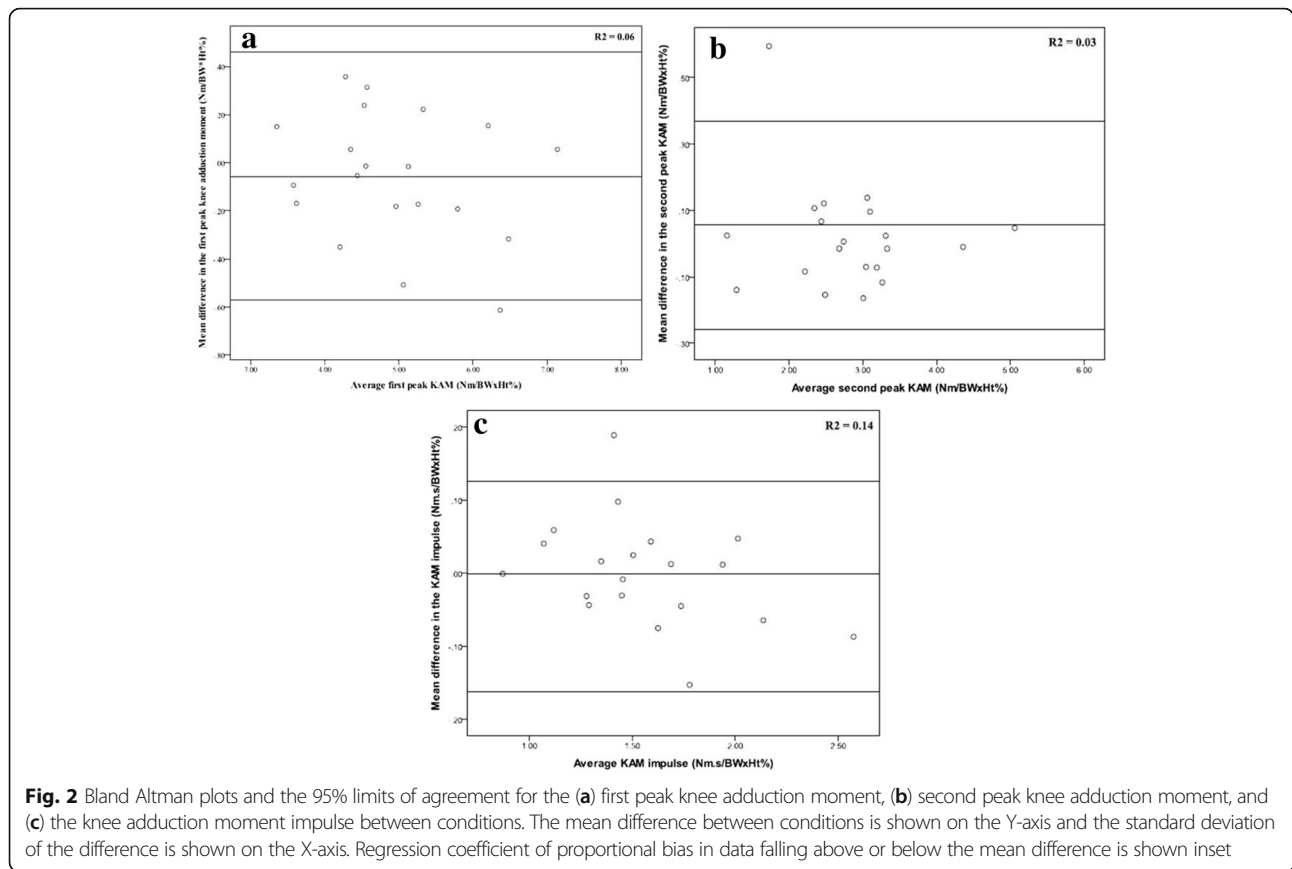 a
R2 = 0.06
Mean difference in the first peak knee adduction moment (Nm/BW*Ht%)
.40
.20
.00
-.20
-.40
-.60
-.80
3.00 4.00 5.00 6.00 7.00 8.00
Average first peak KAM (Nm/BWxHt%)
b
R2 = 0.03
Mean difference in the second peak KAM (Nm/BWxHt%)
.50
.30
.10
-.10
-.30
1.00 2.00 3.00 4.00 5.00 6.00
Average second peak KAM (Nm/BWxHt%)
c
R2 = 0.14
Mean difference in the KAM impulse (Nm.s/BWxHt%)
.20
.10
.00
-.10
-.20
1.00 1.50 2.00 2.50
Average KAM impulse (Nm.s/BWxHt%)
Fig. 2 Bland Altman plots and the 95% limits of agreement for the (a) first peak knee adduction moment, (b) second peak knee adduction moment, and
(c) the knee adduction moment impulse between conditions. The mean difference between conditions is shown on the Y-axis and the standard deviation
of the difference is shown on the X-axis. Regression coefficient of proportional bias in data falling above or below the mean difference is shown inset